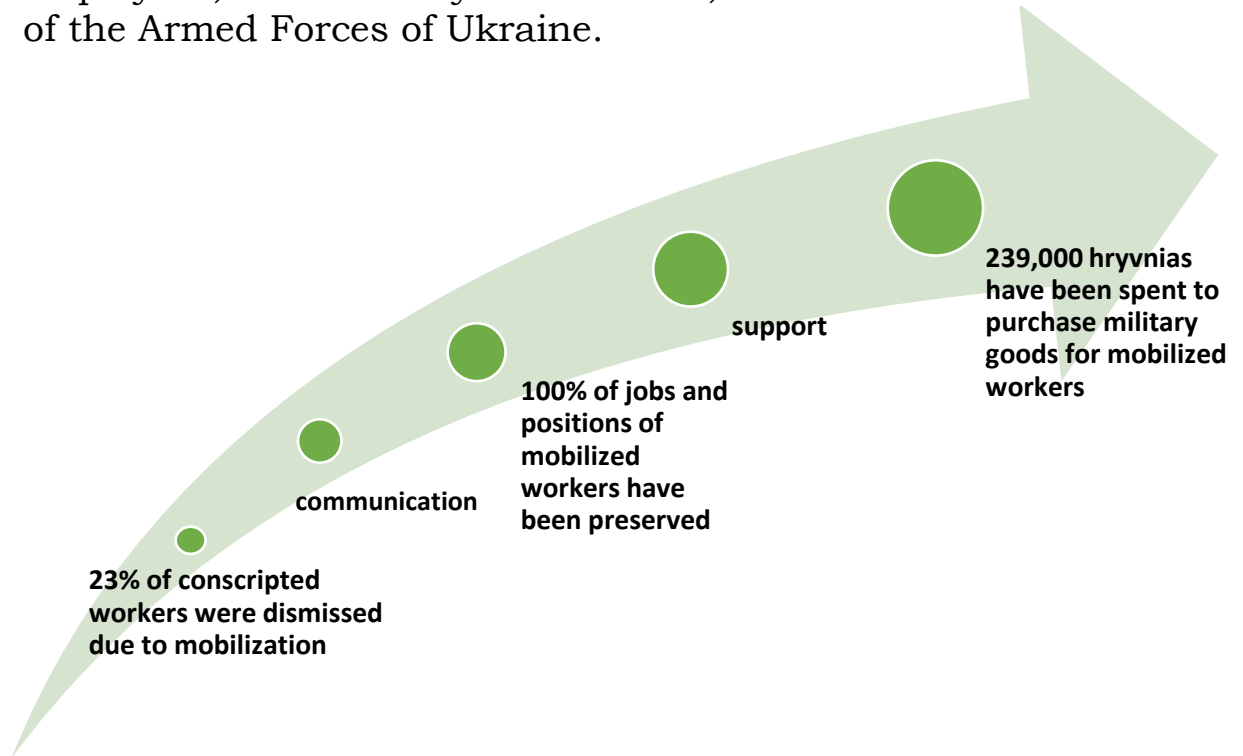 of the Armed Forces of Ukraine.
239,000 hryvnias
have been spent to
purchase military
goods for mobilized
workers
support
100% of jobs and
positions of
mobilized
workers have
been preserved
communication
23% of conscripted
workers were dismissed
due to mobilization